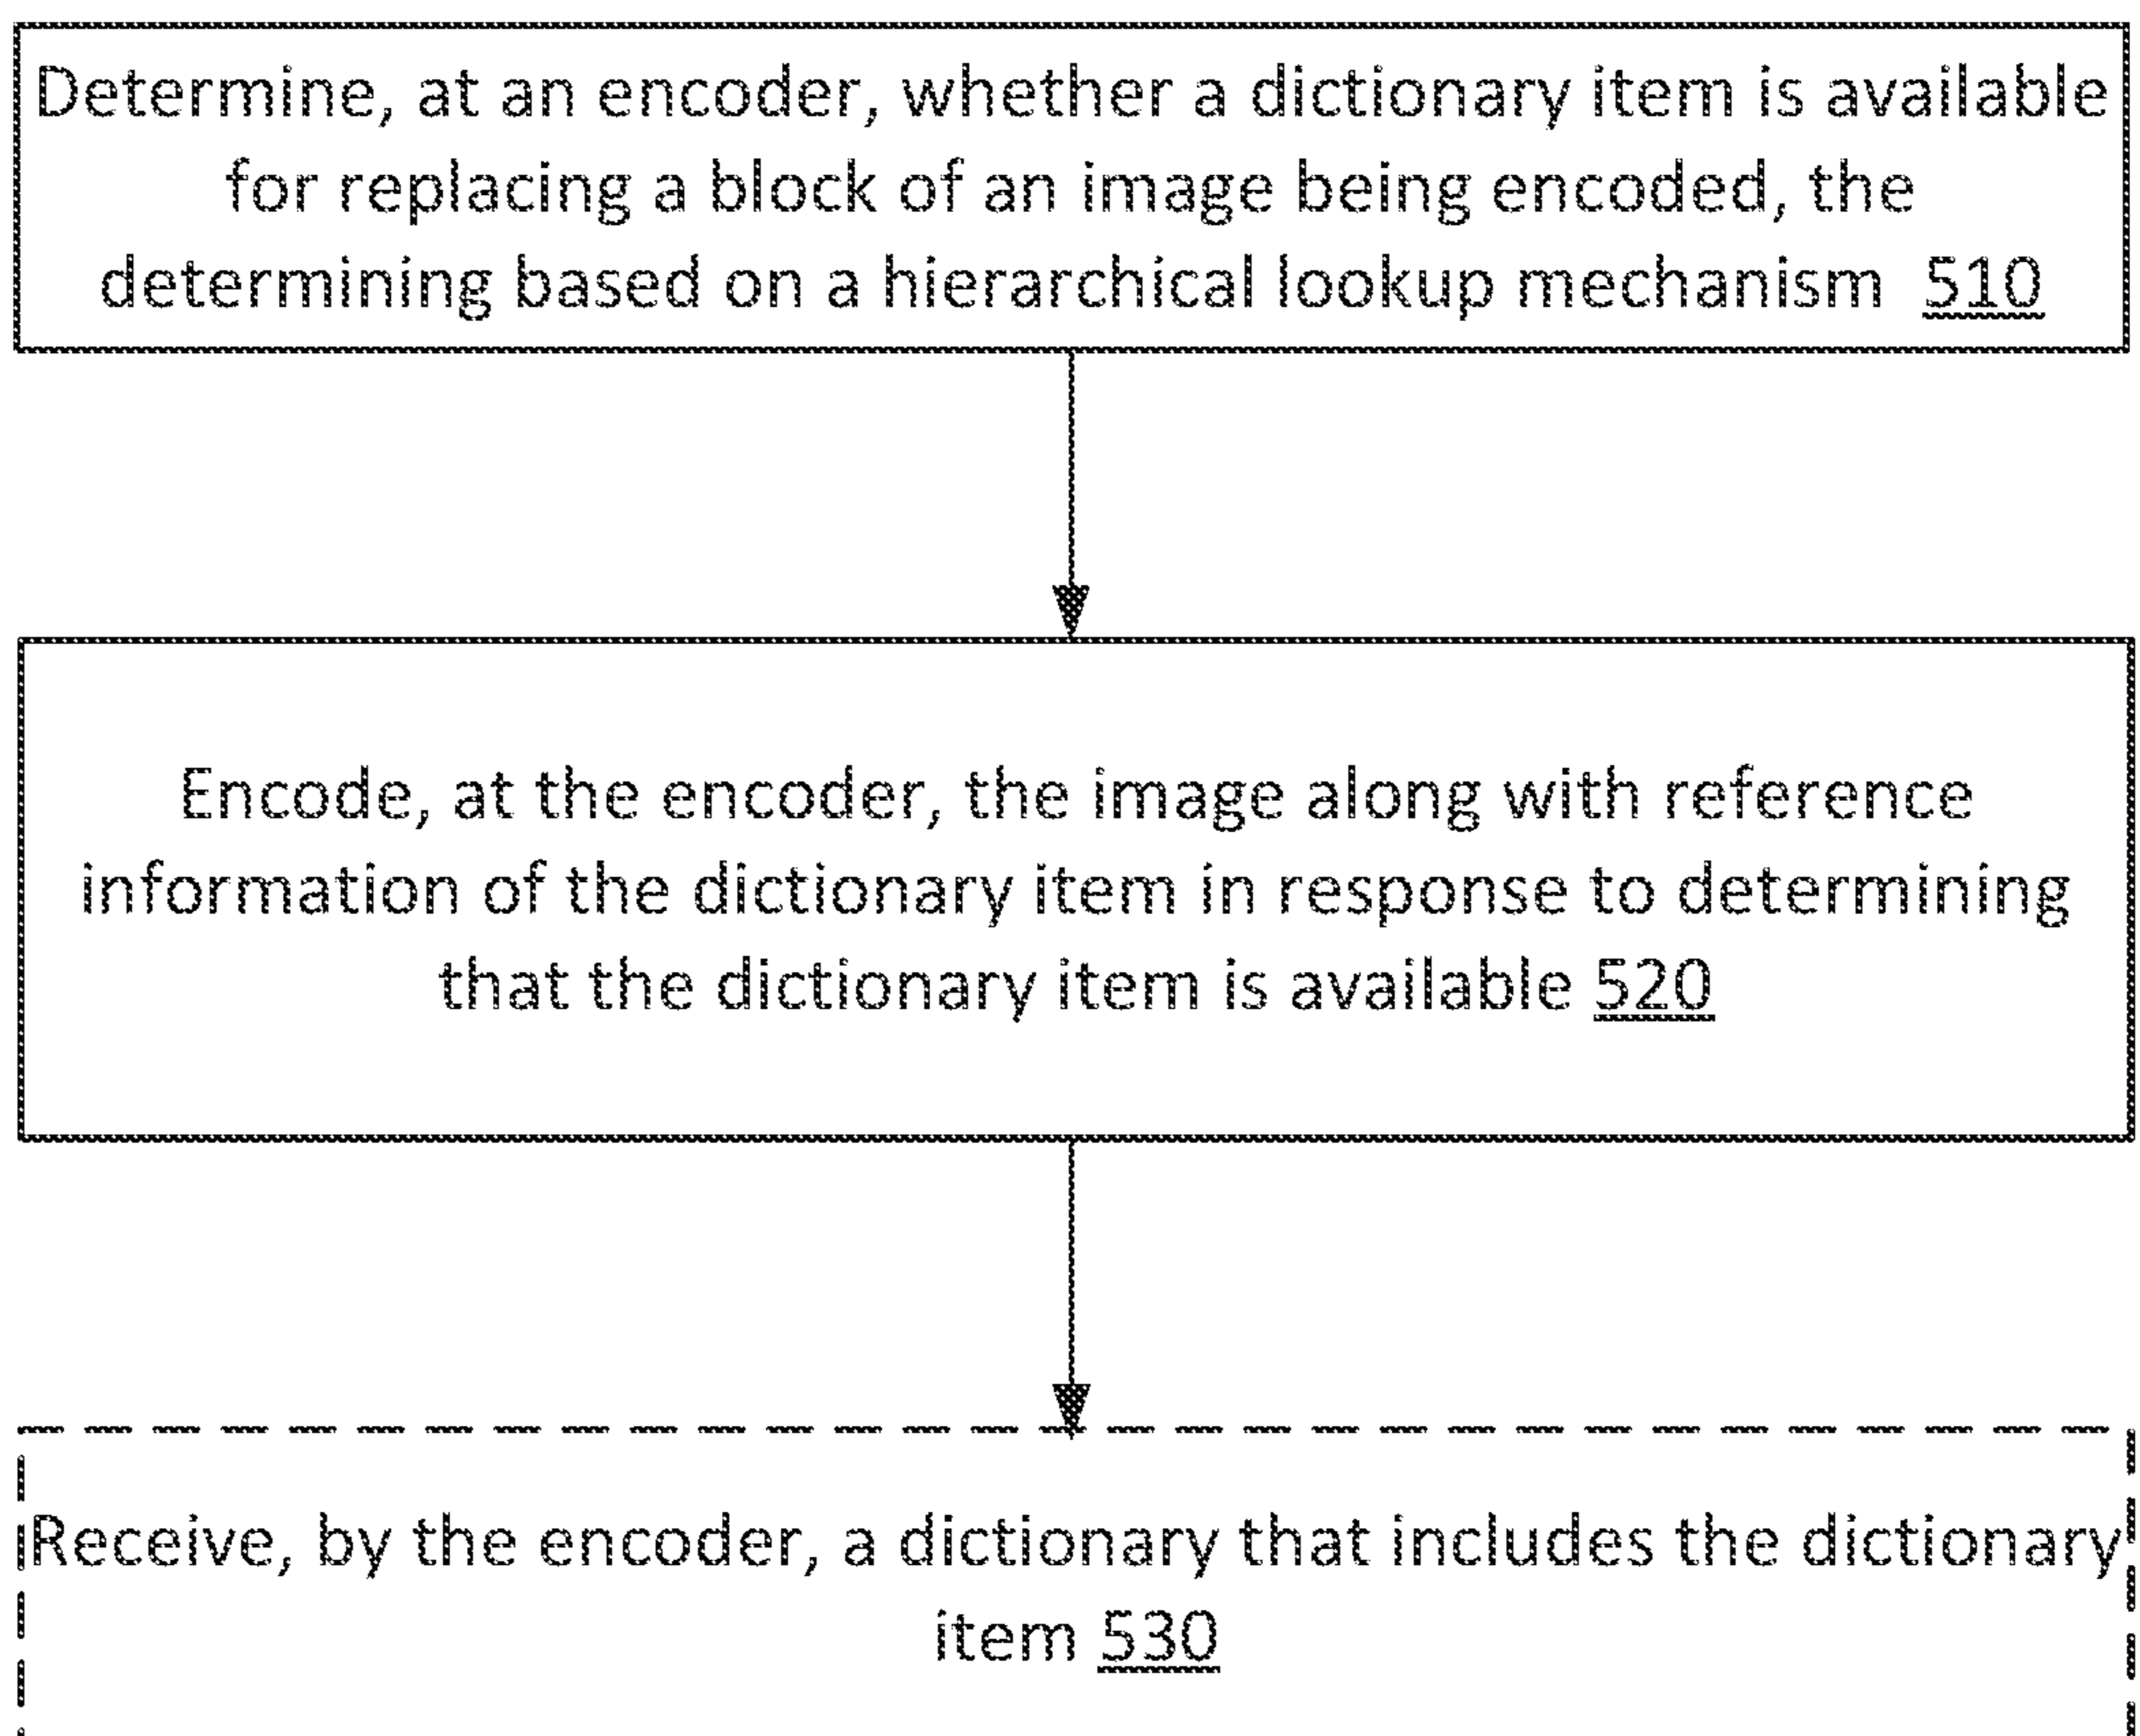 Determine, at an encoder, whether a dictionary item is available
for replacing a block of an image being encoded, the
determining based on a hierarchical lookup mechanism 510
Encode, at the encoder, the image along with reference
information of the dictionary item in response to determining
that the dictionary item is available 520
Receive, by the encoder, a dictionary that includes the dictionary
item 530